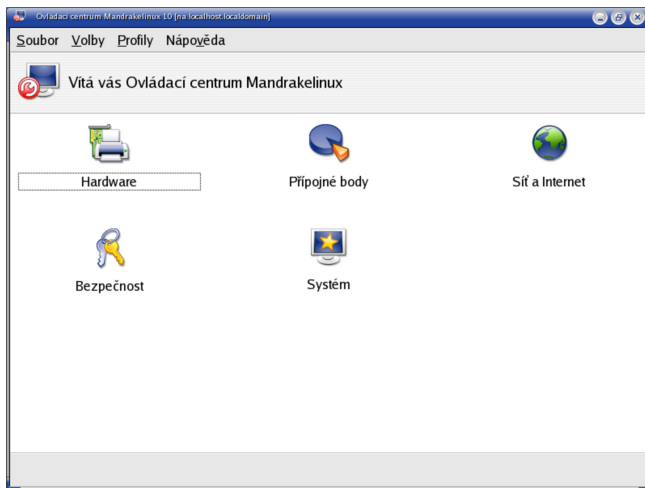 Ovládací centrum Mandrakelinux 10 [na localhost.localdomain]
Soubor Volby Profily Nápověda
Vítá vás Ovládací centrum Mandrakelinux
Hardware Přípojné body Síť a Internet
Bezpečnost Systém